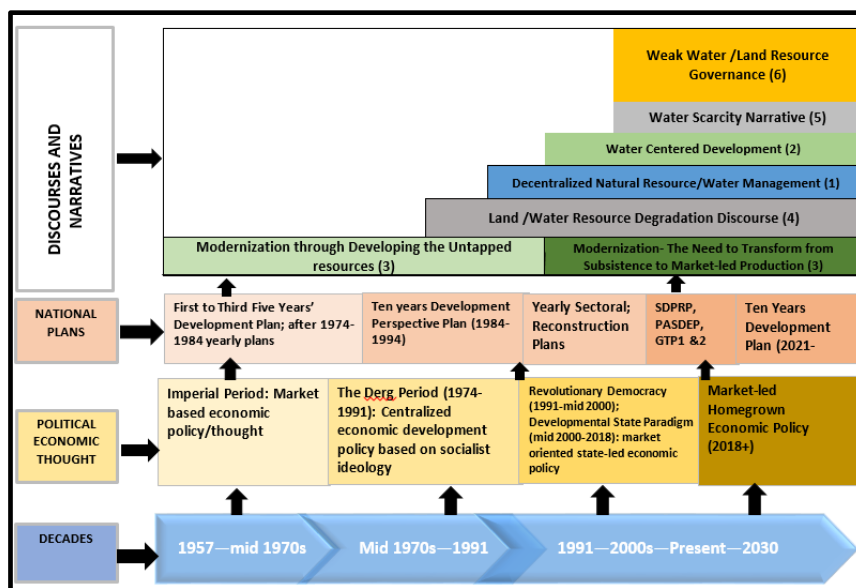 DISCOURSES AND
NARRATIVES
Weak Water /Land Resource
Governance (6)
Water Scarcity Narrative (5)
Water Centered Development (2)
Decentralized Natural Resource/Water Management (1)
Land /Water Resource Degradation Discourse (4)
Modernization through Developing the Untapped
resources (3)
Modernization- The Need to Transform from
Subsistence to Market-led Production (3)
NATIONAL
PLANS
First to Third Five Years’
Development Plan; after 1974-
1984 yearly plans
Ten years Development
Perspective Plan (1984-
1994)
Yearly Sectoral;
Reconstruction
Plans
SDPRP,
PASDEP,
GTP1 &2
Ten Years
Development
Plan (2021-
POLITICAL
ECONOMIC
THOUGHT
Imperial Period: Market
based economic
policy/thought
The Derg Period (1974-
1991): Centralized
economic development
policy based on
socialist ideology
Revolutionary Democracy
(1991-mid 2000);
Developmental State Paradigm
(mid 2000-2018): market
oriented state-led economic
policy
Market-led
Homegrown
Economic Policy
(2018+)
DECADES
1957—mid 1970s
Mid 1970s—1991
1991—2000s—Present—2030